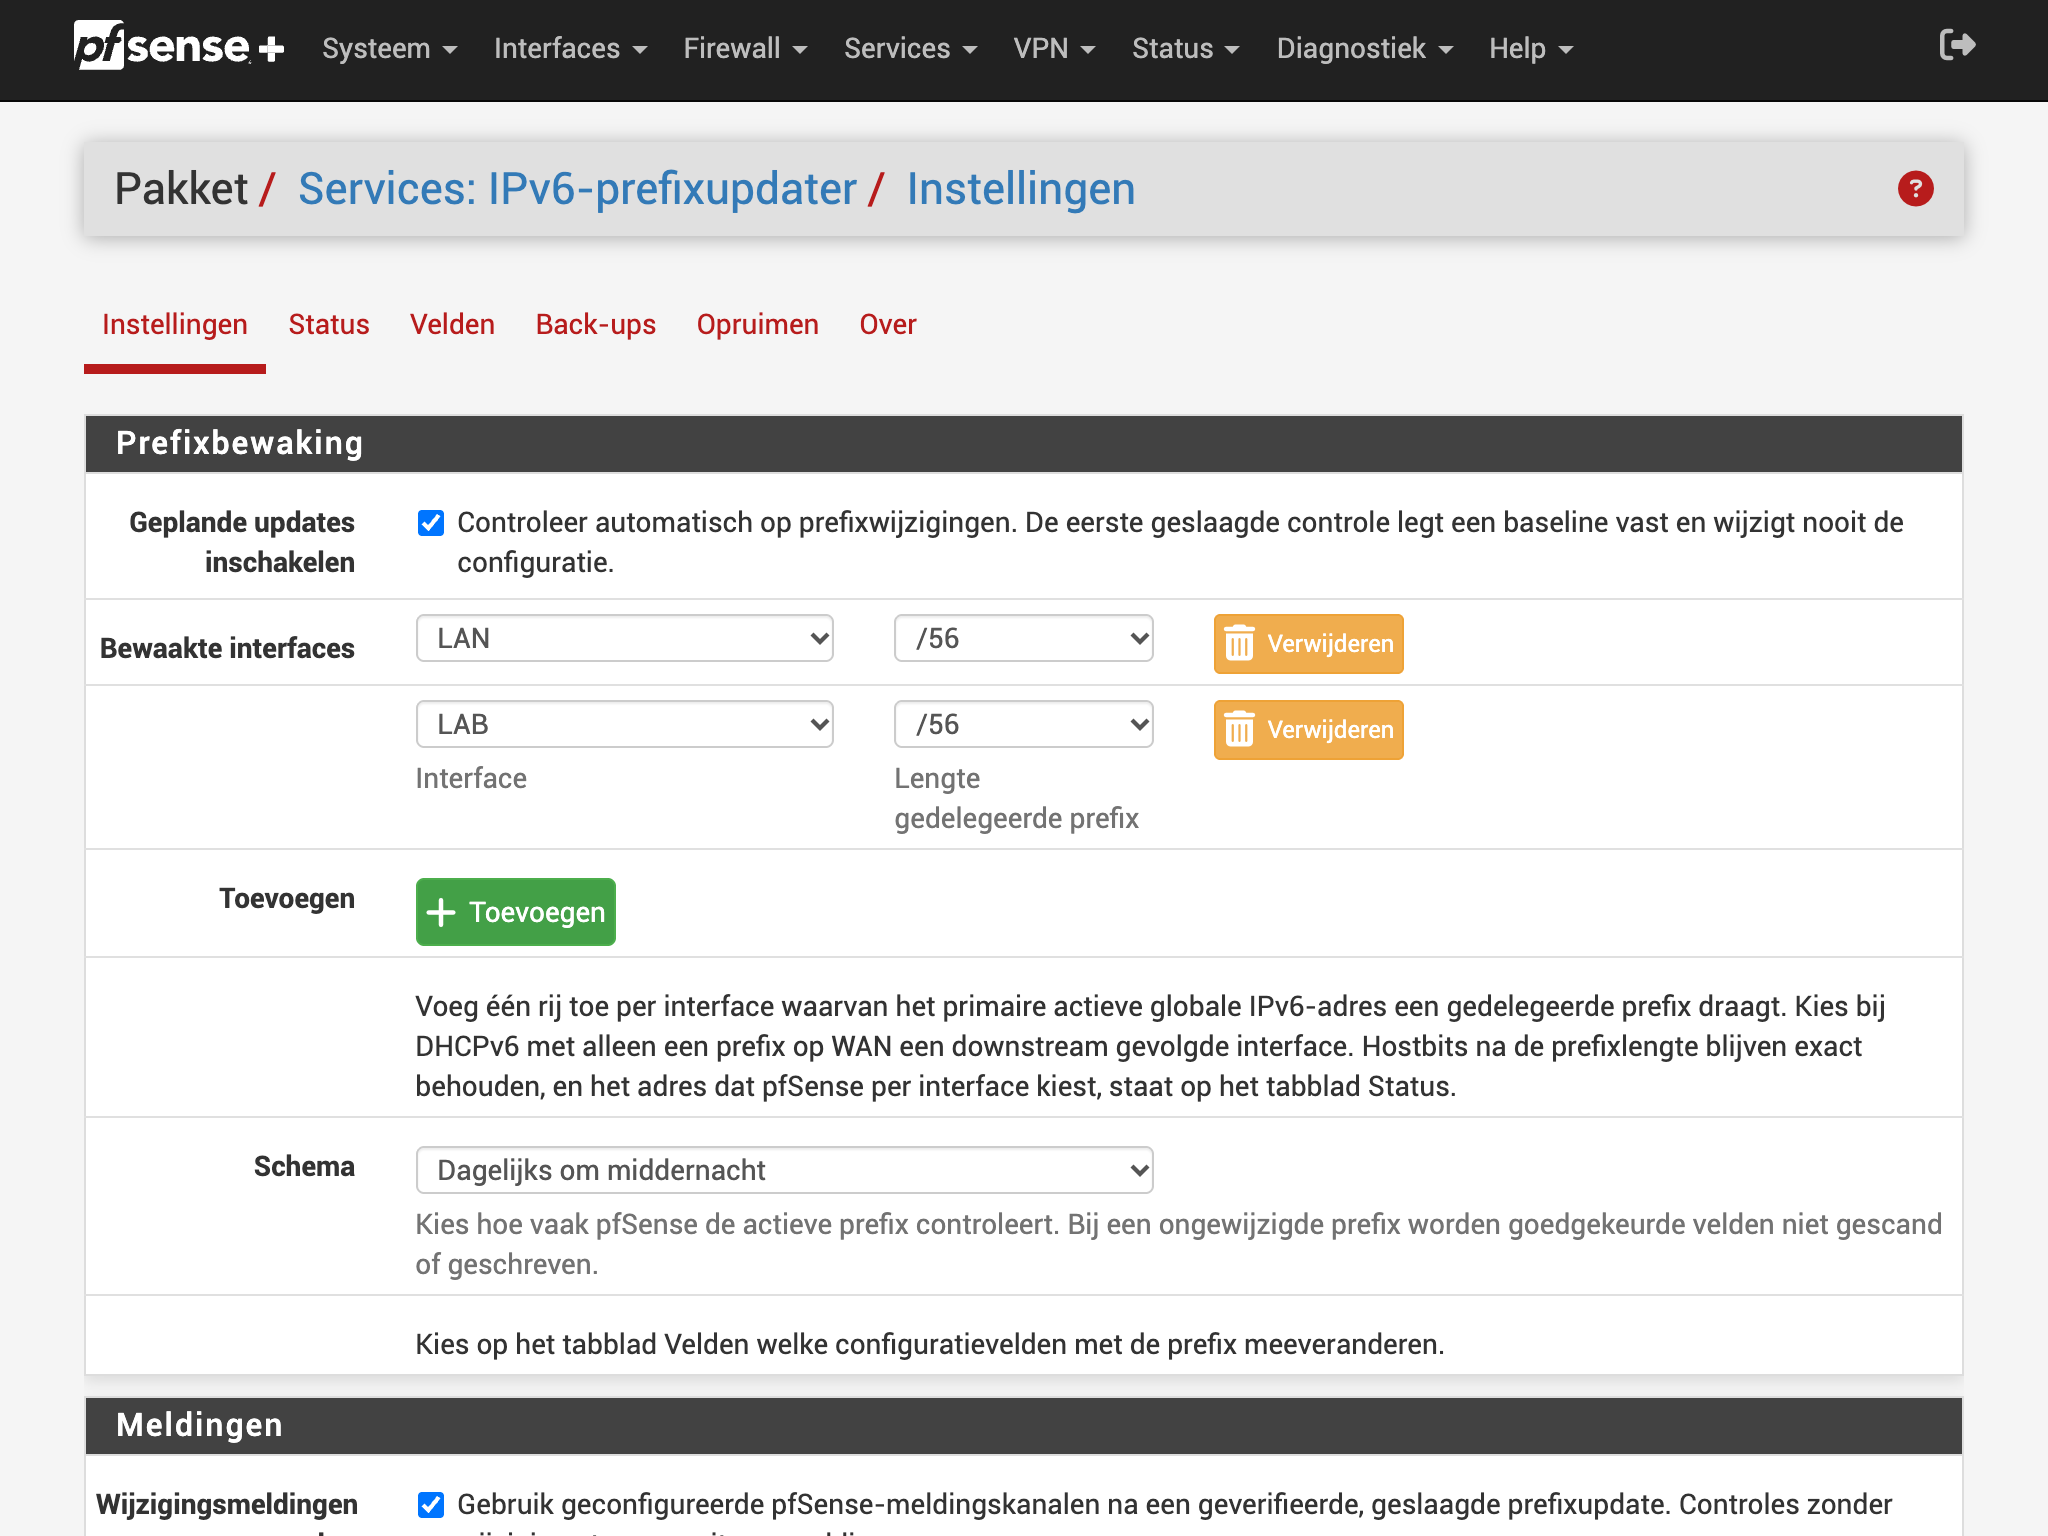 pfsense+ Systeem Interfaces Firewall Services VPN Status Diagnostiek Help
Pakket / Services: IPv6-prefixupdater / Instellingen
Instellingen Status Velden Back-ups Opruimen Over
Prefixbewaking
Geplande updates inschakelen
Controleer automatisch op prefixwijzigingen. De eerste geslaagde controle legt een baseline vast en wijzigt nooit de
configuratie.
Bewaakte interfaces LAN /56 Verwijderen
LAB /56 Verwijderen
Interface
Lengte
gedelegeerde prefix
Toevoegen Toevoegen
Voeg één rij toe per interface waarvan het primaire actieve globale IPv6-adres een gedelegeerde prefix draagt. Kies bij
DHCPv6 met alleen een prefix op WAN een downstream gevolgde interface. Hostbits na de prefixlengte blijven exact
behouden, en het adres dat pfSense per interface kiest, staat op het tabblad Status.
Schema Dagelijks om middernacht
Kies hoe vaak pfSense de actieve prefix controleert. Bij een ongewijzigde prefix worden goedgekeurde velden niet gescand
of geschreven.
Kies op het tabblad Velden welke configuratievelden met de prefix meeveranderen.
Meldingen
Wijzigingsmeldingen Gebruik geconfigureerde pfSense-meldingskanalen na een geverifieerde, geslaagde prefixupdate. Controles zonder